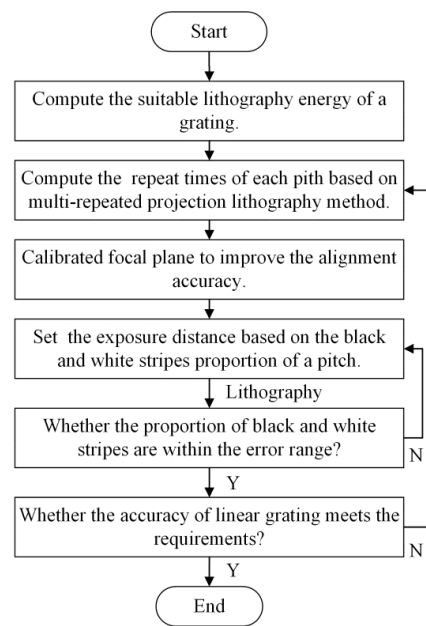 Start
Compute the suitable lithography energy of a
grating.
Compute the repeat times of each pith based on
multi-repeated projection lithography method.
Calibrated focal plane to improve the alignment
accuracy.
Set the exposure distance based on the black
and white stripes proportion of a pitch.
Lithography
Whether the proportion of black and white
stripes are within the error range?
N
Y
Whether the accuracy of linear grating meets the
requirements?
N
Y
End